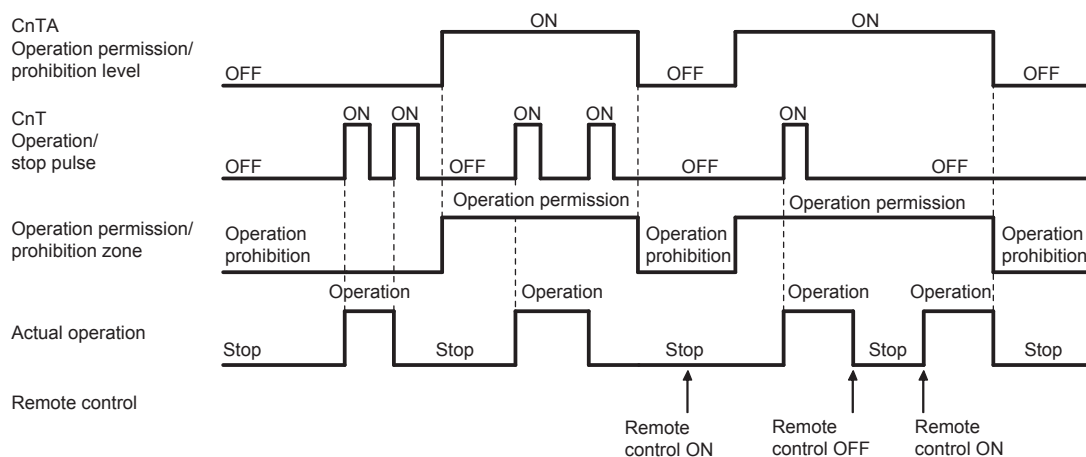 CnTA
Operation permission/
prohibition level
OFF
ON
OFF
ON
OFF
CnT
Operation/
stop pulse
OFF
ON
ON
OFF
ON
ON
OFF
ON
OFF
Operation permission/
prohibition zone
Operation
prohibition
Operation permission
Operation
prohibition
Operation permission
Operation
prohibition
Actual operation
Stop
Operation
Stop
Operation
Stop
Operation
Stop
Operation
Stop
Remote control
Remote
control ON
Remote
control OFF
Remote
control ON